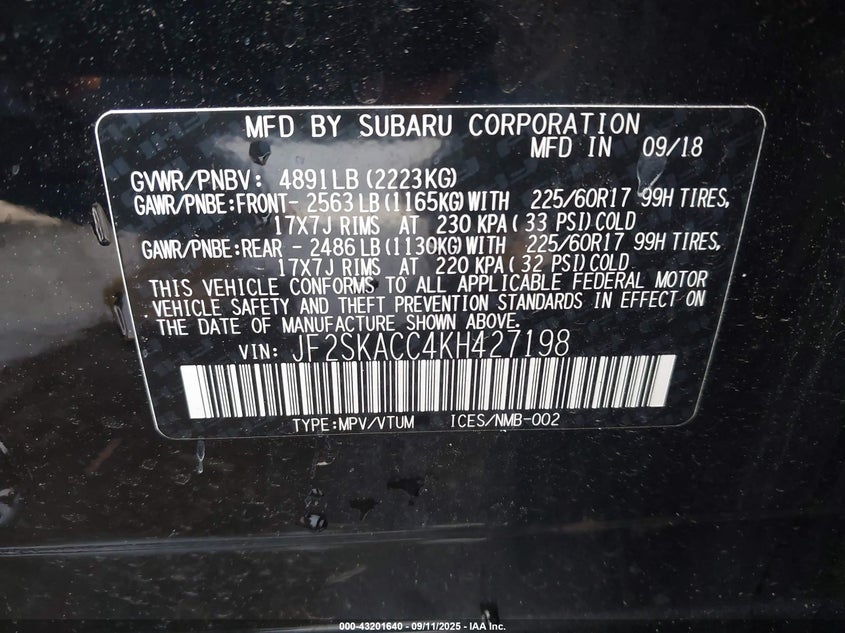 MFD BY SUBARU CORPORATION
MFD IN 09/18
GVWR/PNBV: 4891LB (2223KG)
GAWR/PNBE:FRONT- 2563 LB (1165KG) WITH 225/60R17 99H TIRES,
17X7J RIMS AT 230 KPA ( 33 PSI) COLD
GAWR/PNBE:REAR - 2486 LB (1130KG) WITH 225/60R17 99H TIRES,
17X7J RIMS AT 220 KPA ( 32 PSI) COLD
THIS VEHICLE CONFORMS TO ALL APPLICABLE FEDERAL MOTOR
VEHICLE SAFETY AND THEFT PREVENTION STANDARDS IN EFFECT ON
THE DATE OF MANUFACTURE SHOWN ABOVE.
VIN: JF2SKACC4KH427198
TYPE:MPV/VTUM ICES/NMB-002
000-43201640 - 09/11/2025 - IAA Inc.